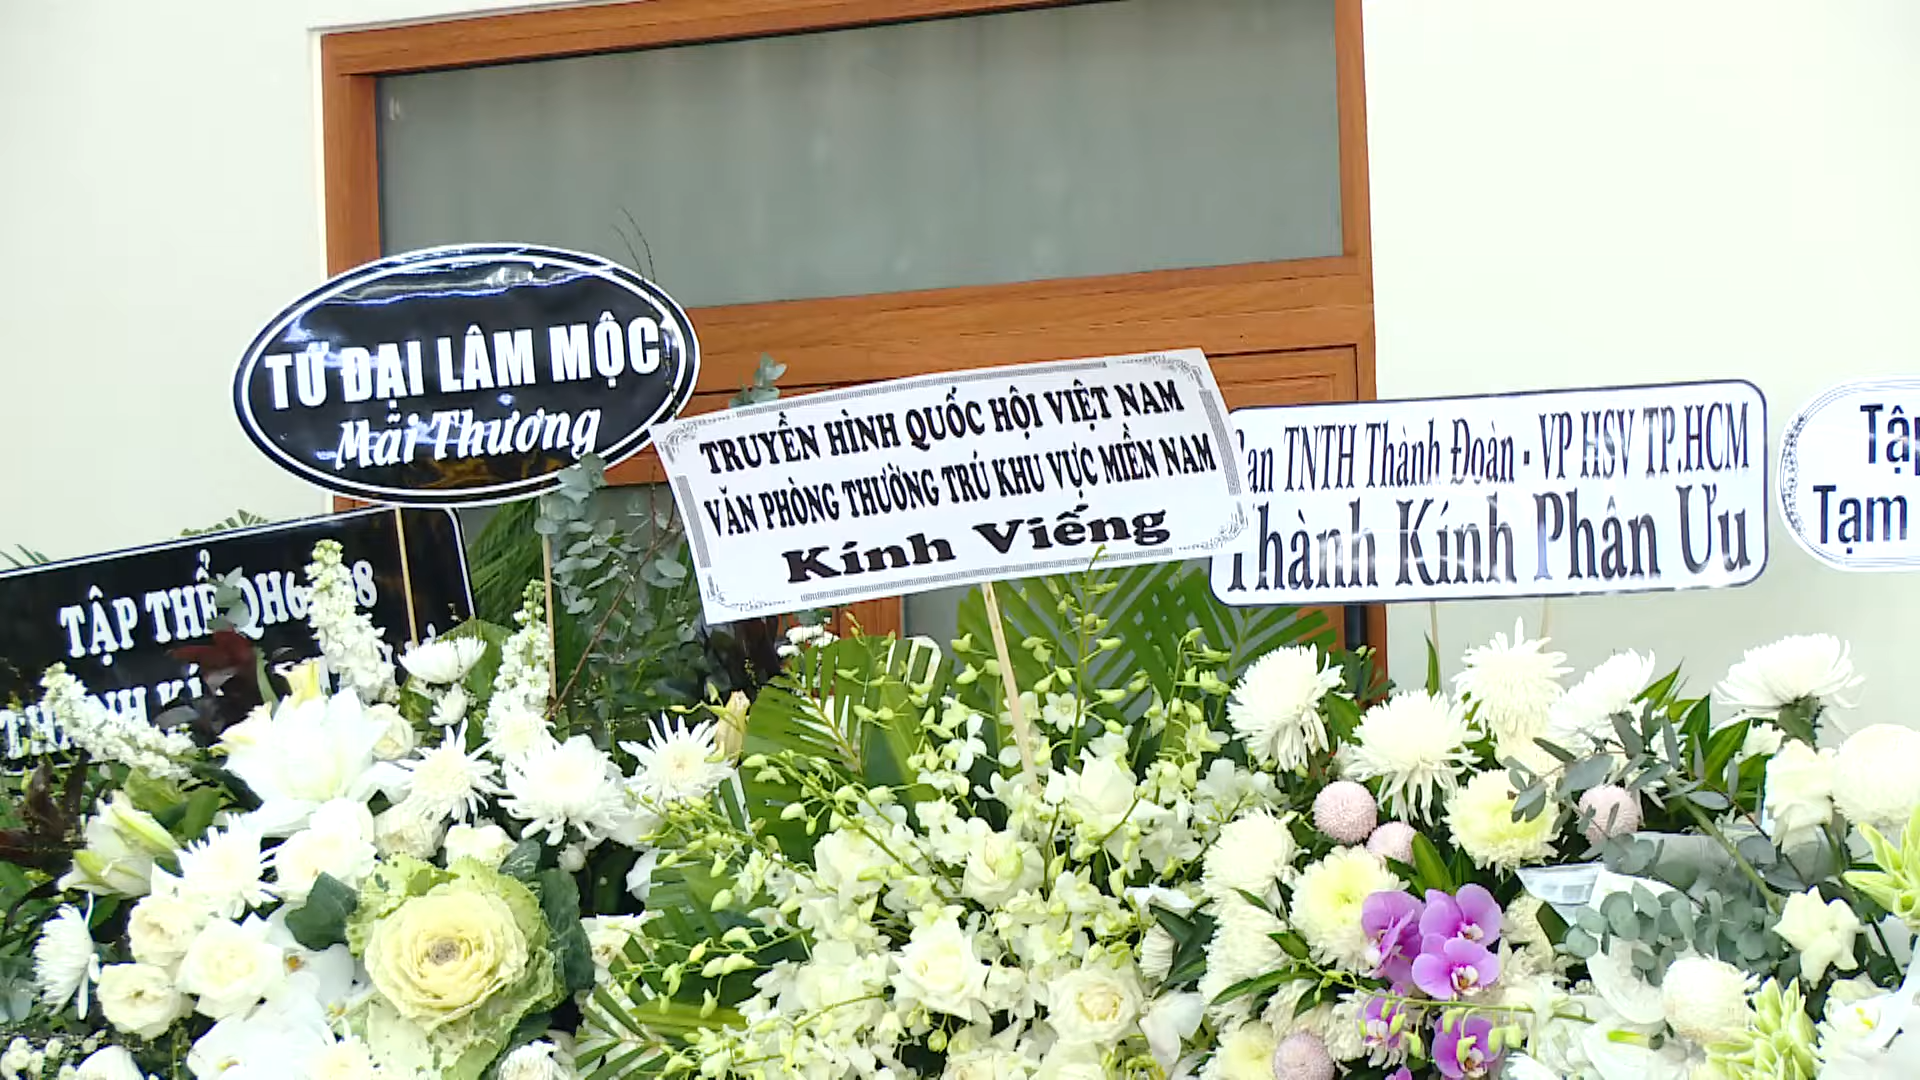 TỨ ĐẠI LÂM MỘC
Mãi Thương
TRUYỀN HÌNH QUỐC HỘI VIỆT NAM
VĂN PHÒNG THƯỜNG TRÚ KHU VỰC MIỀN NAM
Kính Viếng
TNTH Thành Đoàn - VP HSV TP.HCM
Thành Kính Phân Ưu
Tạm
TẬP THỂ